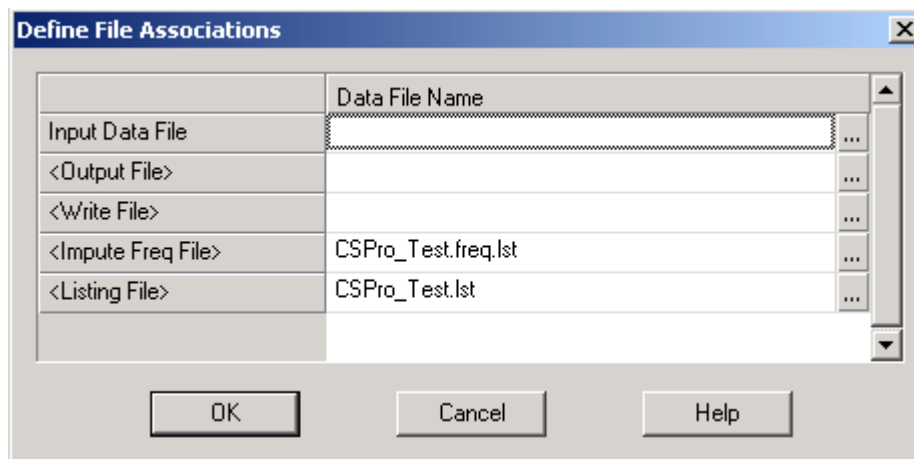 Define File Associations
Data File Name
Input Data File ...
<Output File> ...
<Write File> ...
<Impute Freq File> CSPro_Test.freq.lst ...
<Listing File> CSPro_Test.lst ...
OK Cancel Help